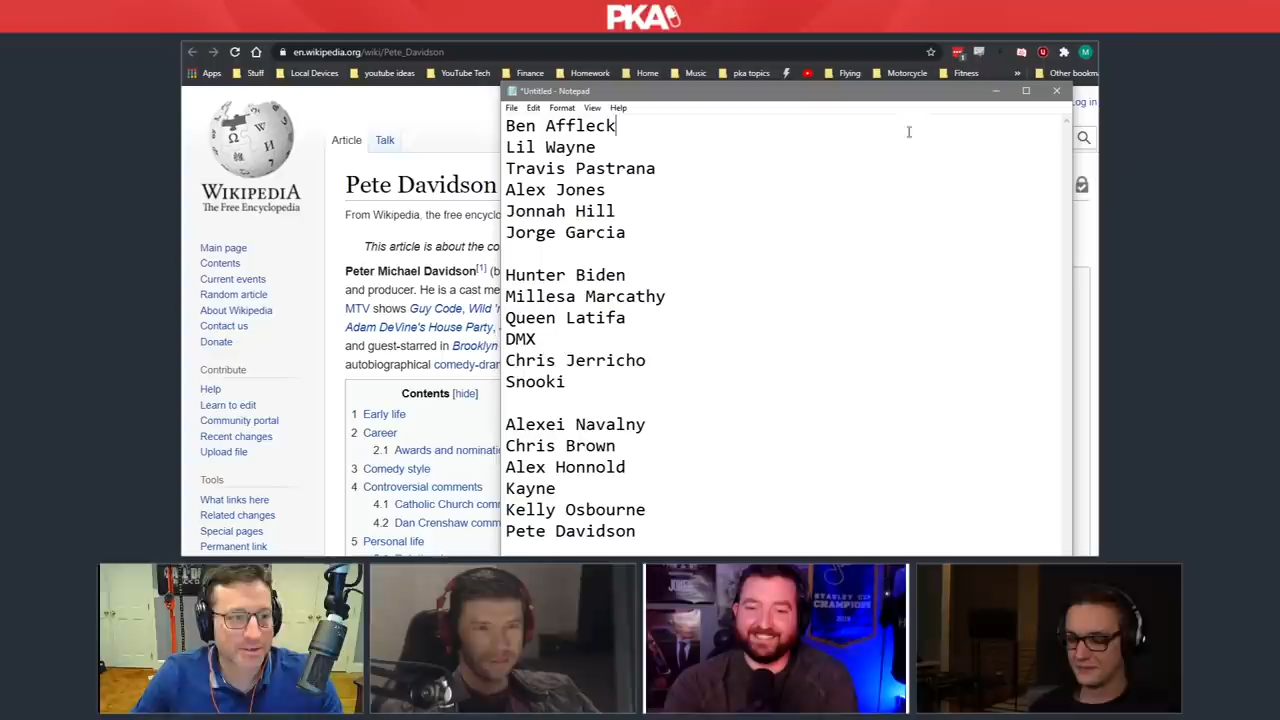 PKA
en.wikipedia.org/wiki/Pete_Davidson
Apps Stuff Local Devices youtube ideas YouTube Tech Finance Homework Home Music pka topics Flying Motorcycle Fitness » Other bookm
*Untitled - Notepad
File Edit Format View Help
Ben Affleck
Lil Wayne
Travis Pastrana
Alex Jones
Jonnah Hill
Jorge Garcia
Hunter Biden
Millesa Marcathy
Queen Latifa
DMX
Chris Jerricho
Snooki
Alexei Navalny
Chris Brown
Alex Honnold
Kayne
Kelly Osbourne
Pete Davidson
Log in
WIKIPEDIA
The Free Encyclopedia
Main page
Contents
Current events
Random article
About Wikipedia
Contact us
Donate
Contribute
Help
Learn to edit
Community portal
Recent changes
Upload file
Tools
What links here
Related changes
Special pages
Permanent link
Article Talk
Pete Davidson
From Wikipedia, the free encyclo
This article is about the co
Peter Michael Davidson[1] (b
and producer. He is a cast me
MTV shows Guy Code, Wild 'n
Adam DeVine's House Party,
and guest-starred in Brooklyn
autobiographical comedy-dran
Contents [hide]
1 Early life
2 Career
2.1 Awards and nominatio
3 Comedy style
4 Controversial comments
4.1 Catholic Church comm
4.2 Dan Crenshaw comm
5 Personal life
STANLEY CUP
CHAMPIONS
2019